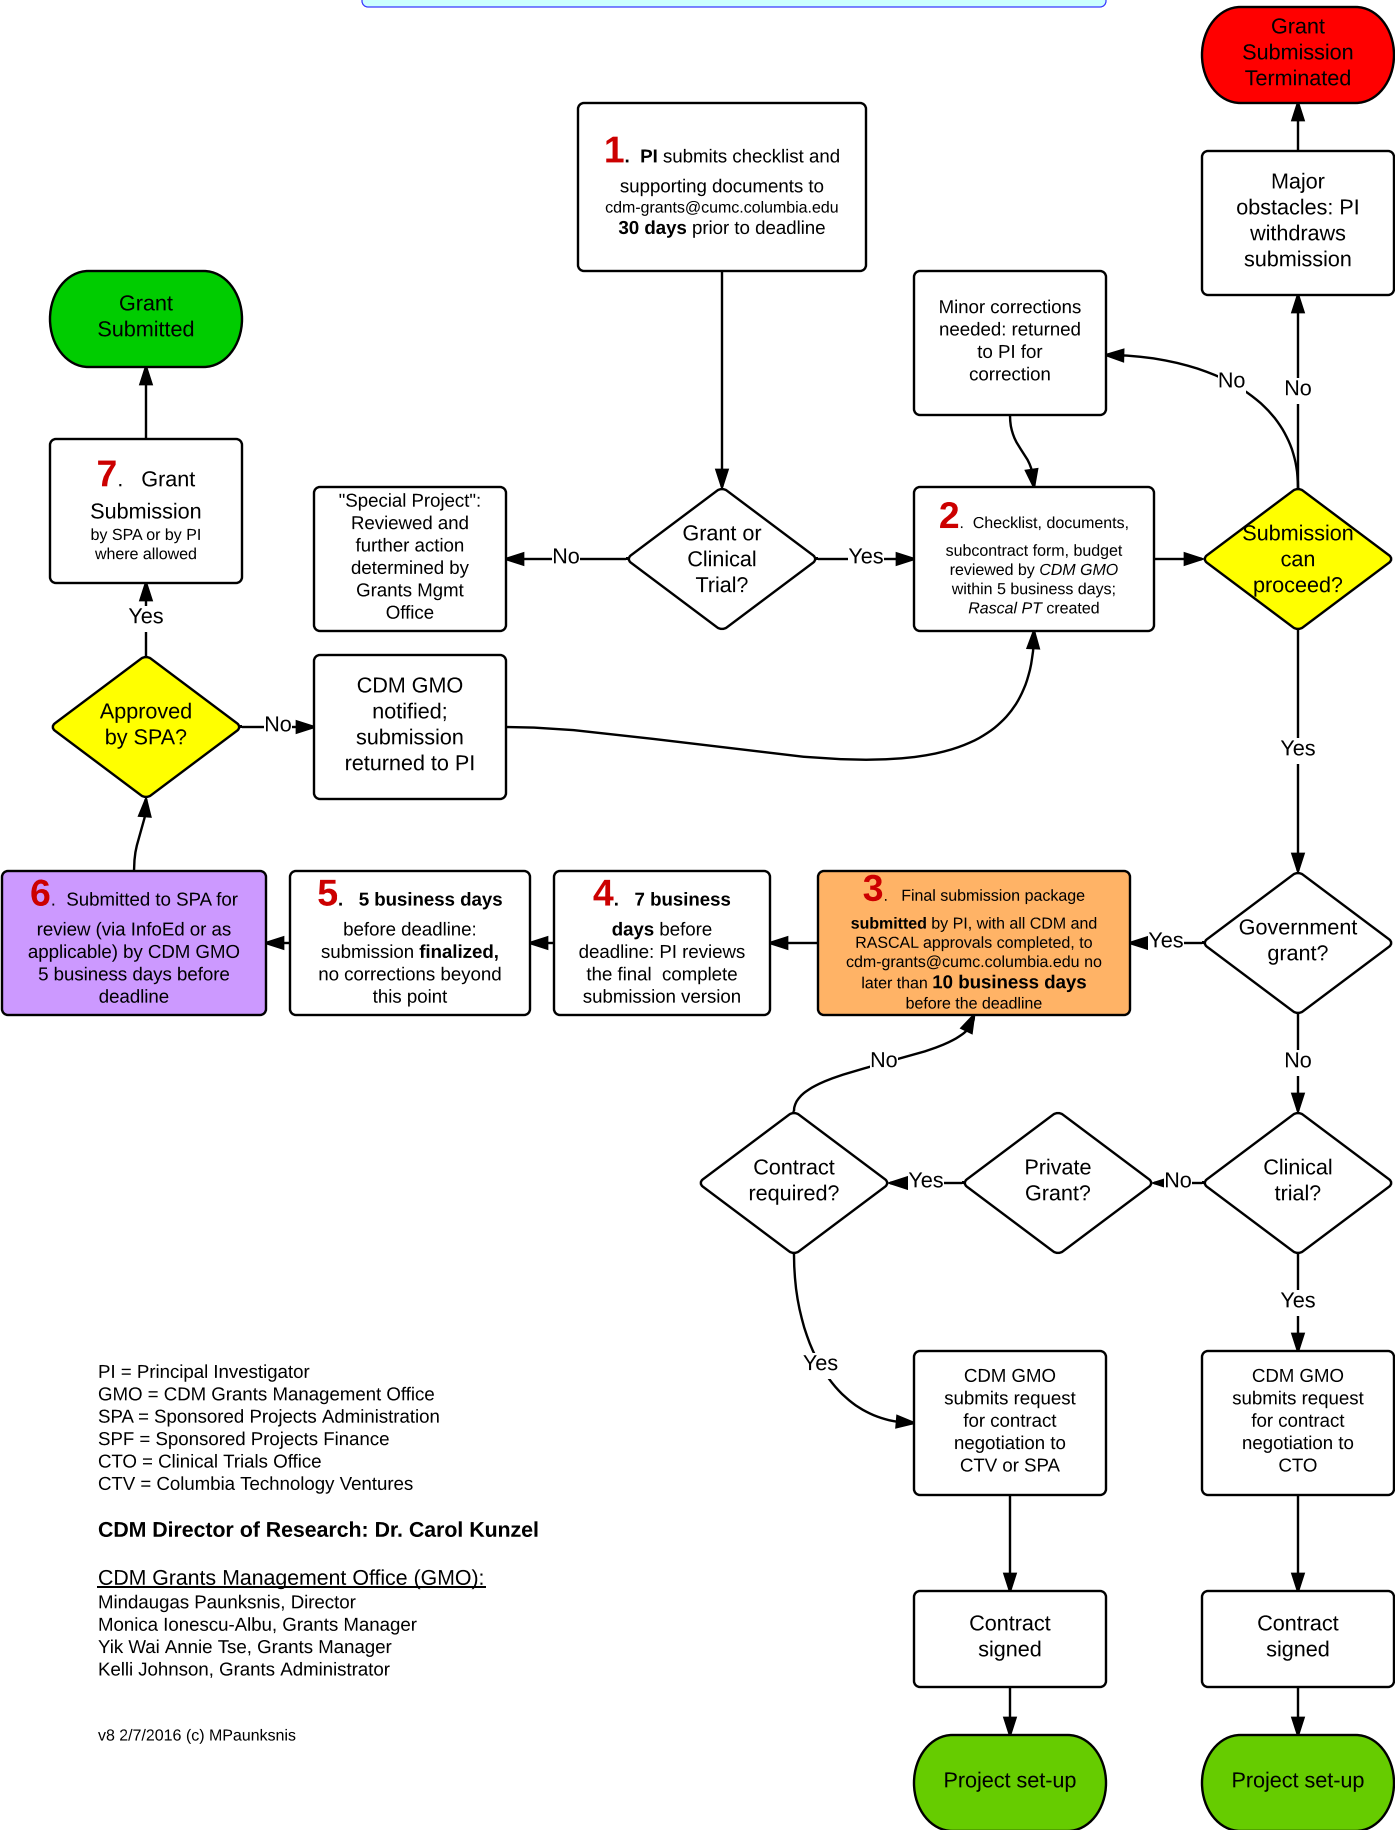 Grant
Submission
Terminated
1. PI submits checklist and
supporting documents to
cdm-grants@cumc.columbia.edu
30 days prior to deadline
Major
obstacles: PI
withdraws
submission
Grant
Submitted
Minor corrections
needed: returned
to PI for
correction
No
No
7. Grant
Submission
by SPA or by PI
where allowed
"Special Project":
Reviewed and
further action
determined by
Grants Mgmt
Office
No
Grant or
Clinical
Trial?
Yes
2. Checklist, documents,
subcontract form, budget
reviewed by CDM GMO
within 5 business days;
Rascal PT created
Submission
can
proceed?
Yes
Approved
by SPA?
No
CDM GMO
notified;
submission
returned to PI
Yes
6. Submitted to SPA for
review (via InfoEd or as
applicable) by CDM GMO
5 business days before
deadline
5. 5 business days
before deadline:
submission finalized,
no corrections beyond
this point
4. 7 business
days before
deadline: PI reviews
the final complete
submission version
3. Final submission package
submitted by PI, with all CDM and
RASCAL approvals completed, to
cdm-grants@cumc.columbia.edu no
later than 10 business days
before the deadline
Yes
Government
grant?
No
No
Contract
required?
Yes
Private
Grant?
No
Clinical
trial?
Yes
Yes
CDM GMO
submits request
for contract
negotiation to
CTV or SPA
CDM GMO
submits request
for contract
negotiation to
CTO
PI = Principal Investigator
GMO = CDM Grants Management Office
SPA = Sponsored Projects Administration
SPF = Sponsored Projects Finance
CTO = Clinical Trials Office
CTV = Columbia Technology Ventures
CDM Director of Research: Dr. Carol Kunzel
CDM Grants Management Office (GMO):
Mindaugas Paunksnis, Director
Monica Ionescu-Albu, Grants Manager
Yik Wai Annie Tse, Grants Manager
Kelli Johnson, Grants Administrator
Contract
signed
Contract
signed
v8 2/7/2016 (c) MPaunksnis
Project set-up
Project set-up